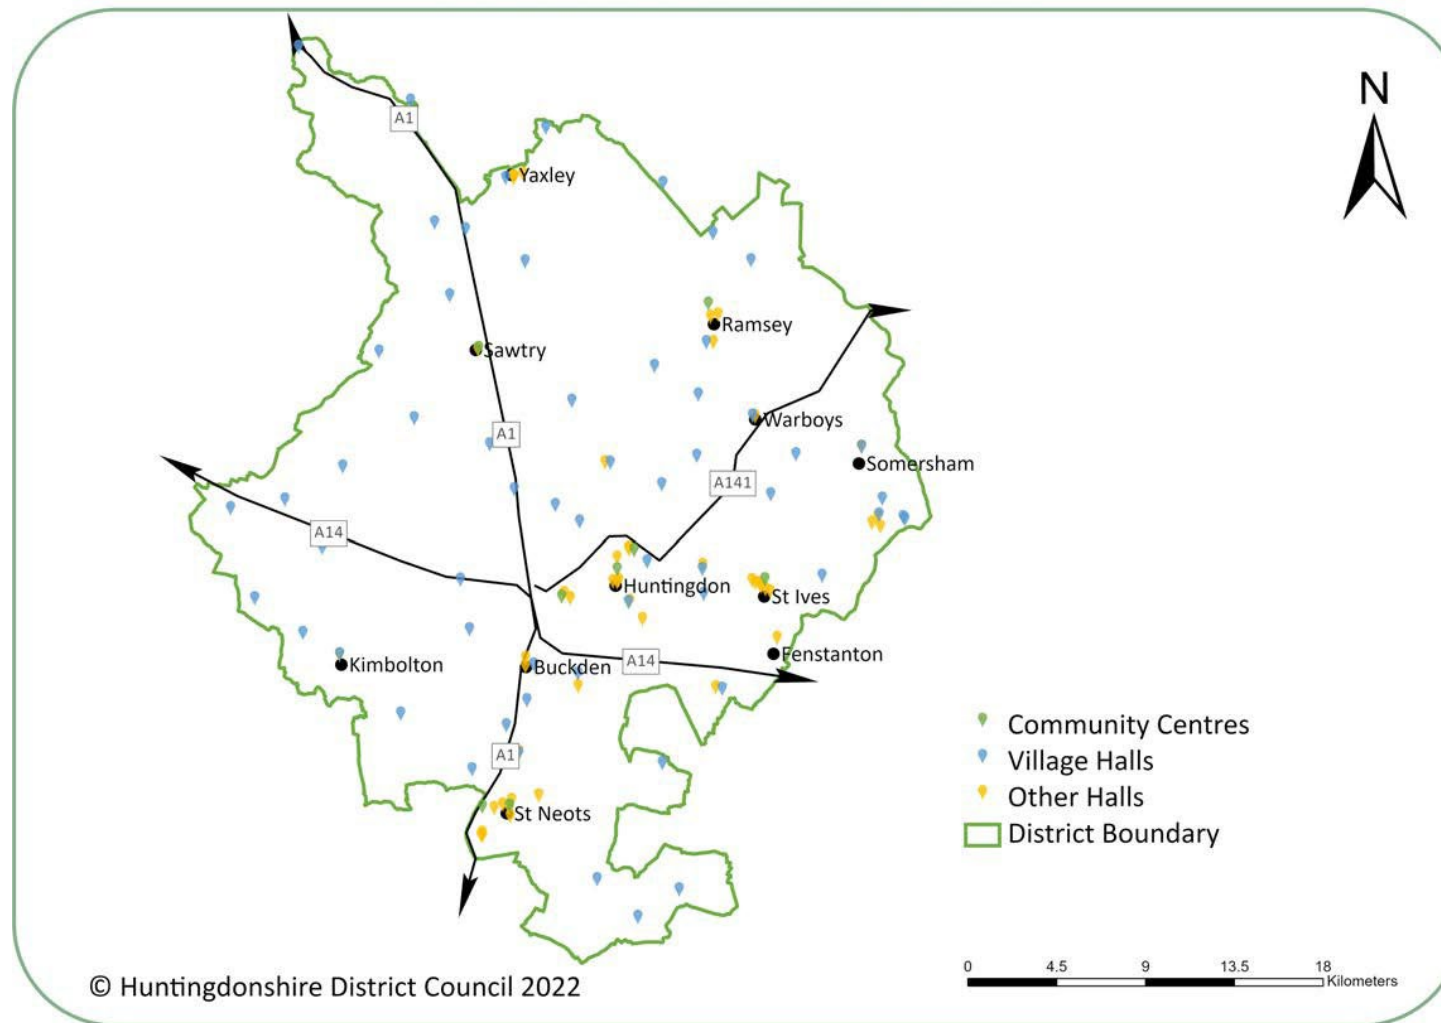 N
A1
Yaxley
Ramsey
Sawtry
Warboys
A1
Somersham
A141
A14
Huntingdon
St Ives
Kimbolton
Buckden
A14
Fenstanton
Community Centres
A1
Village Halls
Other Halls
St Neots
District Boundary
0 4.5 9 13.5 18
Kilometers
© Huntingdonshire District Council 2022